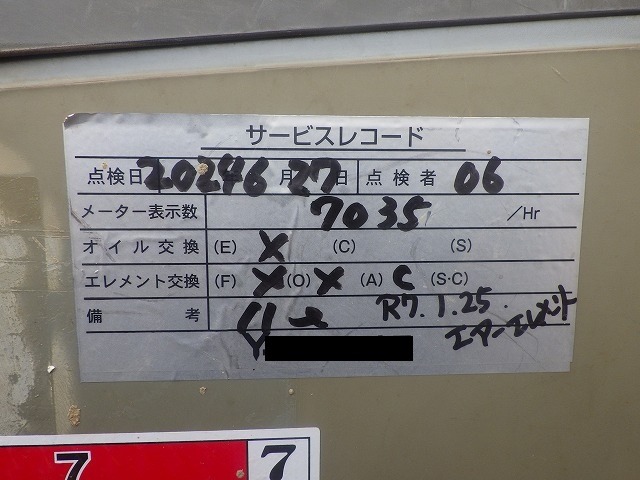 サービスレコード
点検日 2024 6月 27日 点検者 06
メーター表示数 7035 /Hr
オイル交換 (E) X (C) (S)
エレメント交換 (F) X (O) X (A) C (S·C)
備考 R7.1.25.
エアーエレメント
7 7